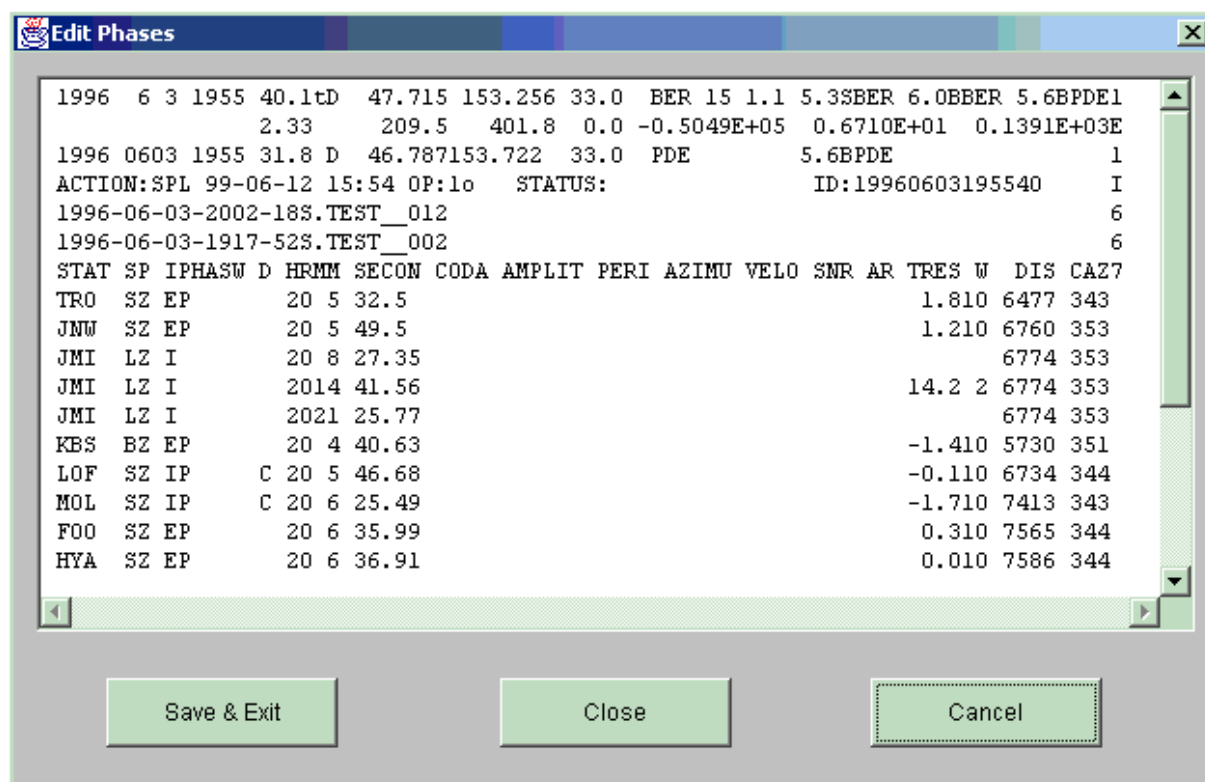 Edit Phases
1996  6 3 1955 40.1tD  47.715 153.256 33.0  BER 15 1.1 5.3SBER 6.0BBER 5.6BPDE1
2.33  209.5  401.8  0.0 -0.5049E+05  0.6710E+01  0.1391E+03E
1996 0603 1955 31.8 D  46.787153.722  33.0  PDE  5.6BPDE  1
ACTION:SPL 99-06-12 15:54 OP:lo  STATUS:  ID:19960603195540  I
1996-06-03-2002-18S.TEST__012  6
1996-06-03-1917-52S.TEST__002  6
STAT SP IPHASW D HRMM SECON CODA AMPLIT PERI AZIMU VELO SNR AR TRES W  DIS CAZ7
TRO  SZ EP  20 5 32.5  1.810 6477 343
JNW  SZ EP  20 5 49.5  1.210 6760 353
JMI  LZ I  20 8 27.35  6774 353
JMI  LZ I  2014 41.56  14.2 2 6774 353
JMI  LZ I  2021 25.77  6774 353
KBS  BZ EP  20 4 40.63  -1.410 5730 351
LOF  SZ IP  C 20 5 46.68  -0.110 6734 344
MOL  SZ IP  C 20 6 25.49  -1.710 7413 343
FOO  SZ EP  20 6 35.99  0.310 7565 344
HYA  SZ EP  20 6 36.91  0.010 7586 344
Save & Exit
Close
Cancel